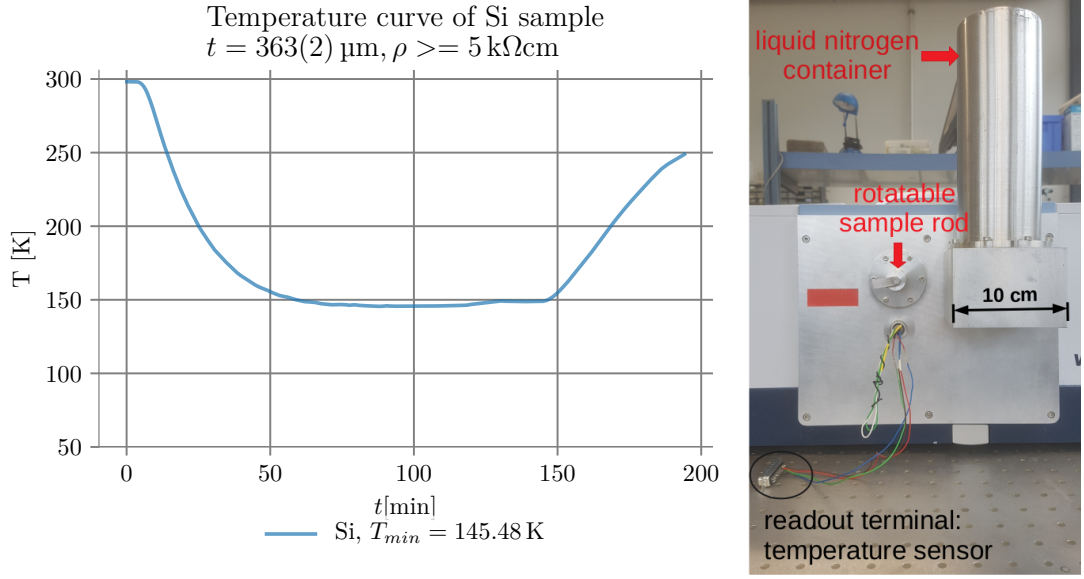 Temperature curve of Si sample
t = 363(2) µm, ρ >= 5 kΩcm
300
250
200
150
100
50
T [K]
0
50
100
150
200
t[min]
Si, T_min = 145.48 K
liquid nitrogen
container
rotatable
sample rod
10 cm
readout terminal:
temperature sensor